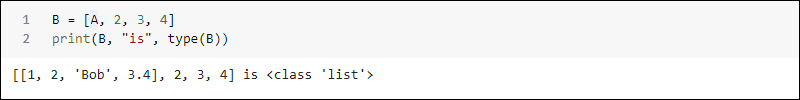 1 B = [A, 2, 3, 4]
2 print(B, "is", type(B))
[[1, 2, 'Bob', 3.4], 2, 3, 4] is <class 'list'>